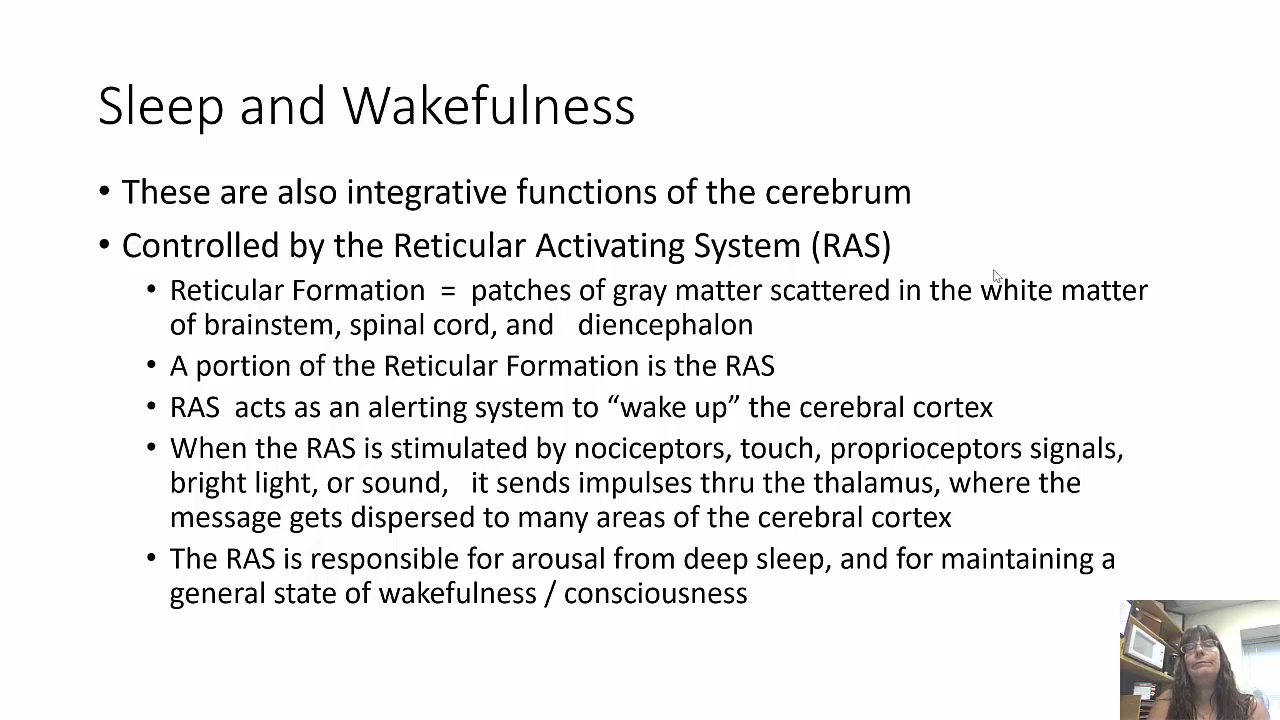 Sleep and Wakefulness
• These are also integrative functions of the cerebrum
• Controlled by the Reticular Activating System (RAS)
• Reticular Formation = patches of gray matter scattered in the white matter
of brainstem, spinal cord, and diencephalon
• A portion of the Reticular Formation is the RAS
• RAS acts as an alerting system to “wake up” the cerebral cortex
• When the RAS is stimulated by nociceptors, touch, proprioceptors signals,
bright light, or sound, it sends impulses thru the thalamus, where the
message gets dispersed to many areas of the cerebral cortex
• The RAS is responsible for arousal from deep sleep, and for maintaining a
general state of wakefulness / consciousness